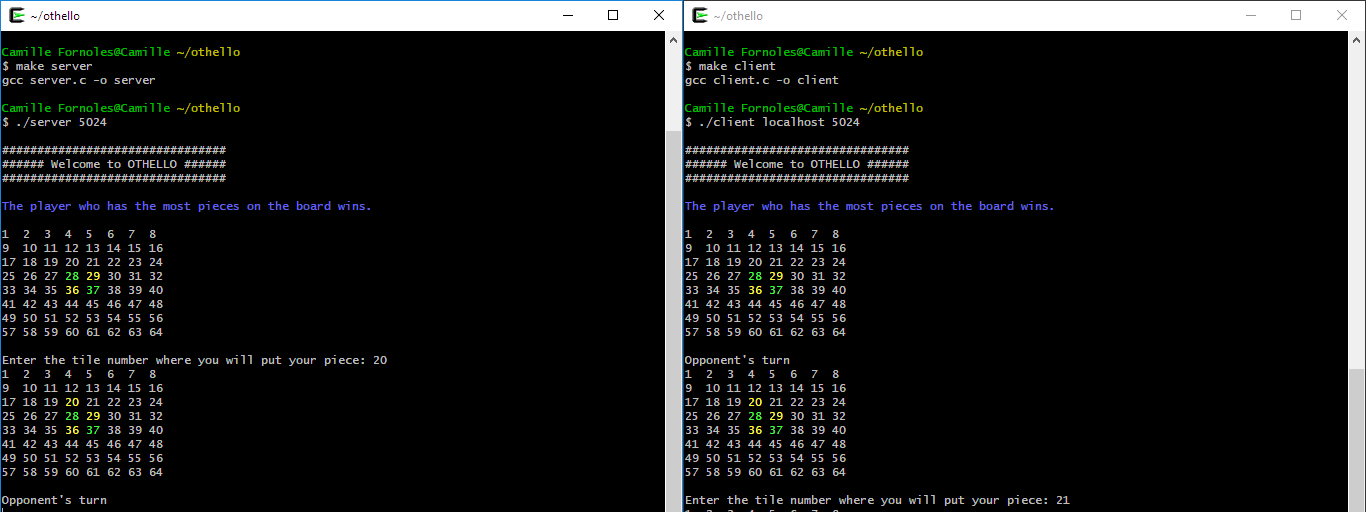 ~/othello
Camille Fornoles@Camille ~/othello
$ make server
gcc server.c -o server
Camille Fornoles@Camille ~/othello
$ ./server 5024
################################
###### Welcome to OTHELLO ######
################################
The player who has the most pieces on the board wins.
1  2  3  4  5  6  7  8
9  10 11 12 13 14 15 16
17 18 19 20 21 22 23 24
25 26 27 28 29 30 31 32
33 34 35 36 37 38 39 40
41 42 43 44 45 46 47 48
49 50 51 52 53 54 55 56
57 58 59 60 61 62 63 64
Enter the tile number where you will put your piece: 20
1  2  3  4  5  6  7  8
9  10 11 12 13 14 15 16
17 18 19 20 21 22 23 24
25 26 27 28 29 30 31 32
33 34 35 36 37 38 39 40
41 42 43 44 45 46 47 48
49 50 51 52 53 54 55 56
57 58 59 60 61 62 63 64
Opponent's turn
~/othello
Camille Fornoles@Camille ~/othello
$ make client
gcc client.c -o client
Camille Fornoles@Camille ~/othello
$ ./client localhost 5024
################################
###### Welcome to OTHELLO ######
################################
The player who has the most pieces on the board wins.
1  2  3  4  5  6  7  8
9  10 11 12 13 14 15 16
17 18 19 20 21 22 23 24
25 26 27 28 29 30 31 32
33 34 35 36 37 38 39 40
41 42 43 44 45 46 47 48
49 50 51 52 53 54 55 56
57 58 59 60 61 62 63 64
Opponent's turn
1  2  3  4  5  6  7  8
9  10 11 12 13 14 15 16
17 18 19 20 21 22 23 24
25 26 27 28 29 30 31 32
33 34 35 36 37 38 39 40
41 42 43 44 45 46 47 48
49 50 51 52 53 54 55 56
57 58 59 60 61 62 63 64
Enter the tile number where you will put your piece: 21